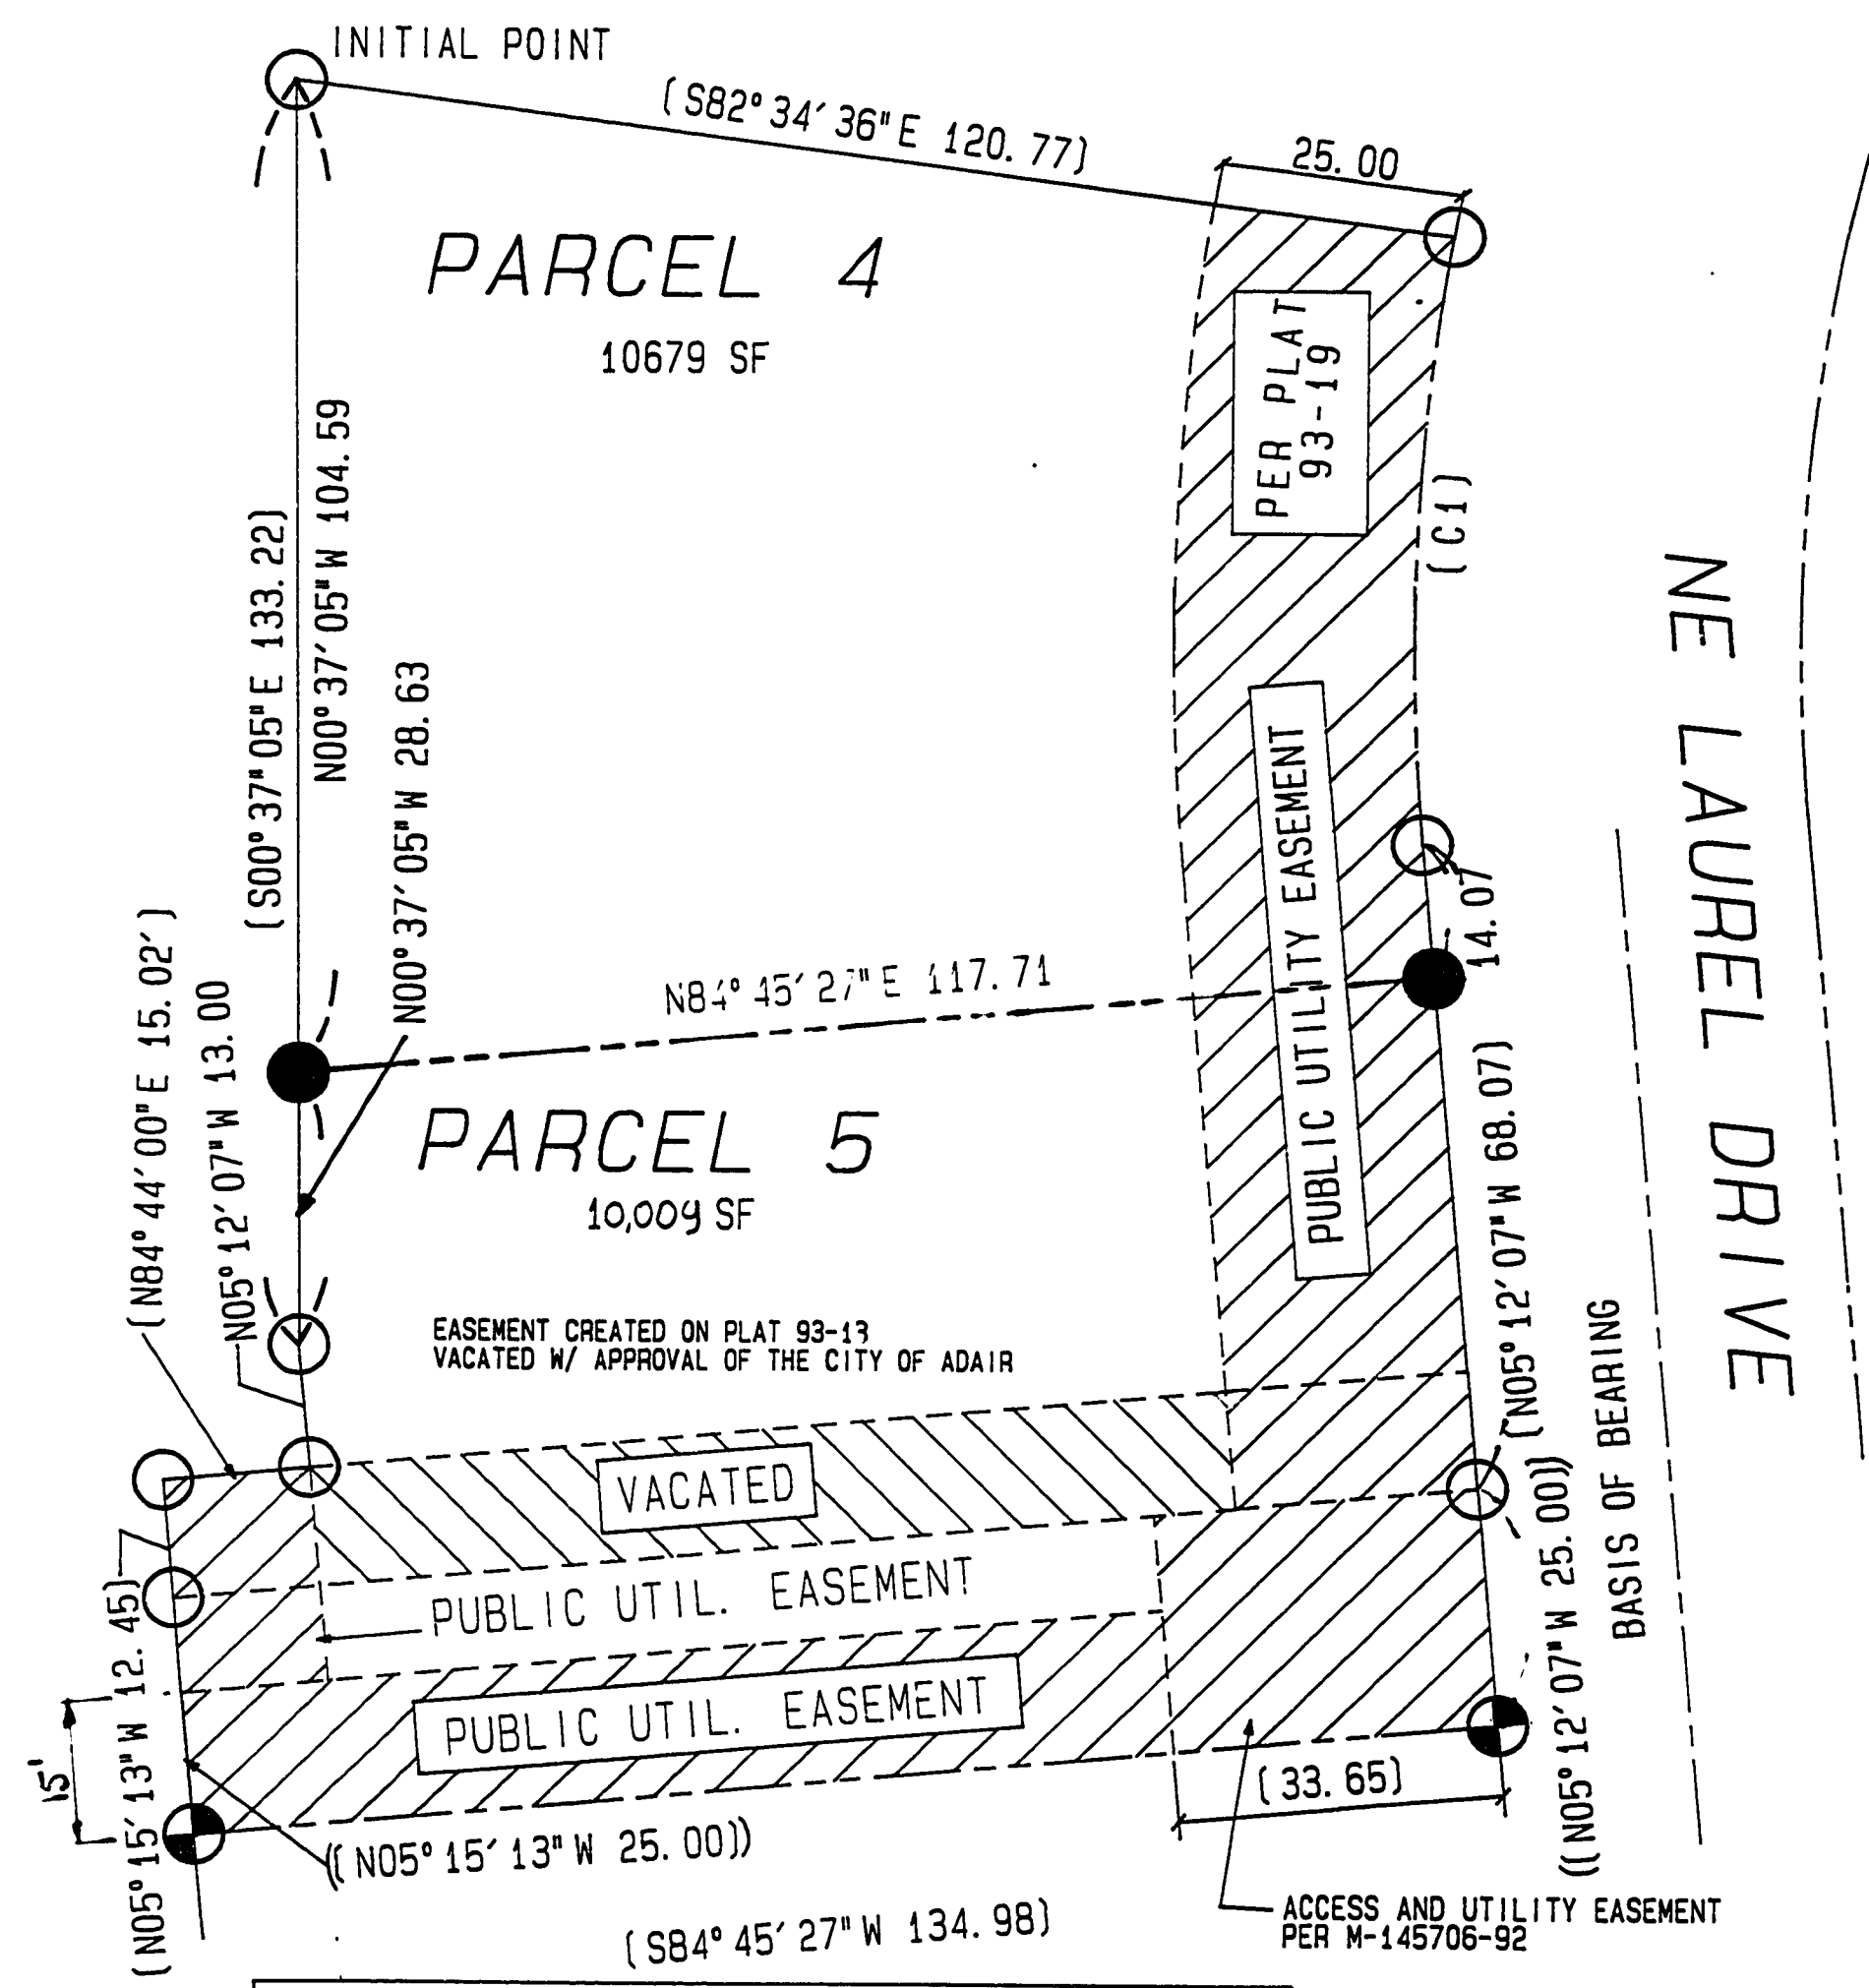 INITIAL POINT
(S82°34'36"E 120.77)
25.00
PARCEL 4
10679 SF
PER PLAT
93-19
(C1)
(S00°37'05"E 133.22)
N00°37'05"W 104.59
N00°37'05"W 28.63
NE LAUREL DRIVE
PUBLIC UTILITY EASEMENT
14.07
N84°45'27"E 117.71
(N84°44'00"E 15.02')
N05°12'07"W 13.00
PARCEL 5
10,009 SF
(N05°12'07"W 68.07)
EASEMENT CREATED ON PLAT 93-13
VACATED W/ APPROVAL OF THE CITY OF ADAIR
BASIS OF BEARING
VACATED
PUBLIC UTIL. EASEMENT
PUBLIC UTIL. EASEMENT
15'
(N05°15'13"W 12.45)
((N05°15'13"W 25.00))
(33.65)
((N05°12'07"W 25.00))
(S84°45'27"W 134.98)
ACCESS AND UTILITY EASEMENT
PER M-145706-92